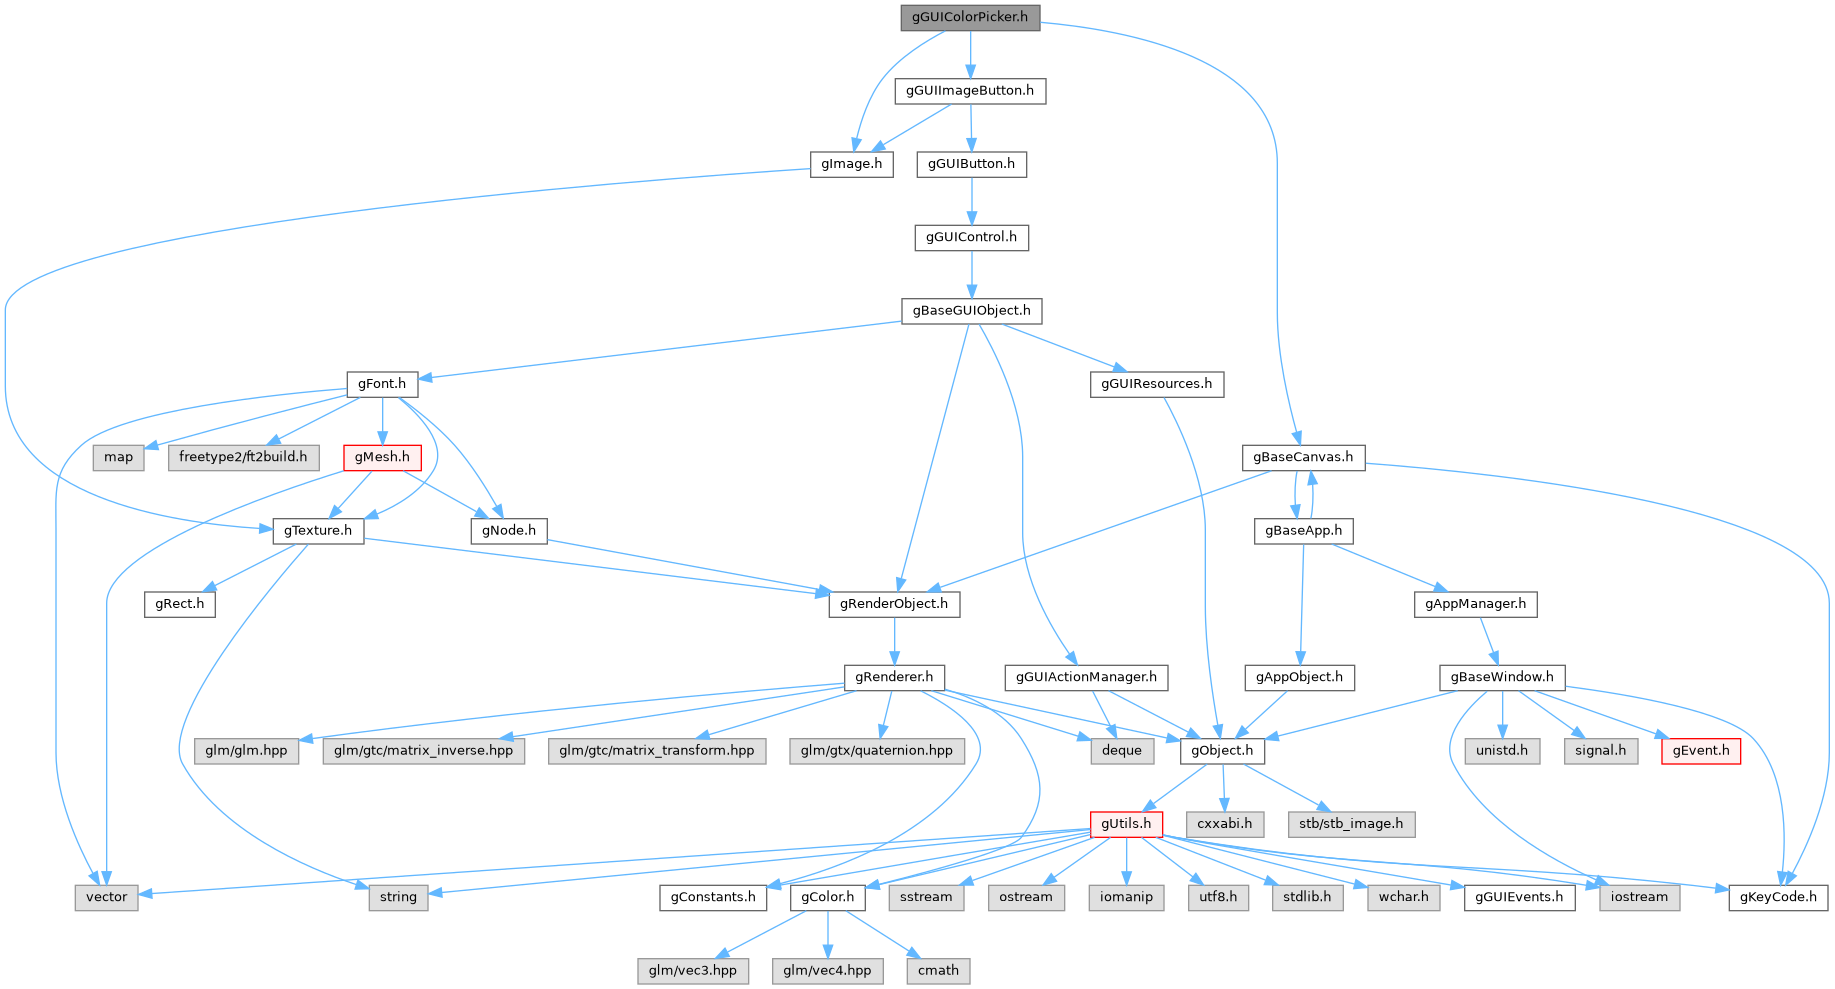 gGUIColorPicker.h
gGUIImageButton.h
gImage.h
gGUIButton.h
gGUIControl.h
gBaseGUIObject.h
gFont.h
gGUIResources.h
map
freetype2/ft2build.h
gMesh.h
gBaseCanvas.h
gTexture.h
gNode.h
gBaseApp.h
gRect.h
gRenderObject.h
gAppManager.h
gRenderer.h
gGUIActionManager.h
gAppObject.h
gBaseWindow.h
glm/glm.hpp
glm/gtc/matrix_inverse.hpp
glm/gtc/matrix_transform.hpp
glm/gtx/quaternion.hpp
deque
gObject.h
unistd.h
signal.h
gEvent.h
gUtils.h
cxxabi.h
stb/stb_image.h
vector
string
gConstants.h
gColor.h
sstream
ostream
iomanip
utf8.h
stdlib.h
wchar.h
gGUIEvents.h
iostream
gKeyCode.h
glm/vec3.hpp
glm/vec4.hpp
cmath